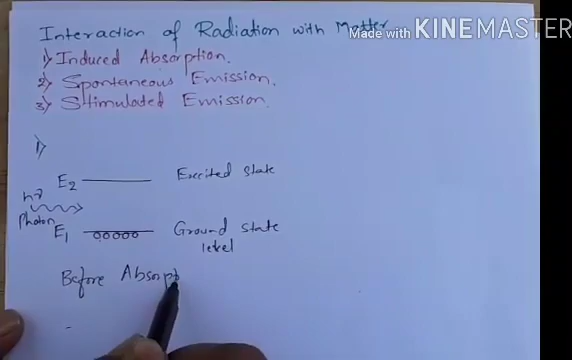 Interaction of Radiation with Matter
Made with KINEMASTER
1) Induced Absorption.
2) Spontaneous Emission.
3) Stimulated Emission.
1)
E2 Excited state
hν
Photon
E1 Ground state
level
Before Absorpt